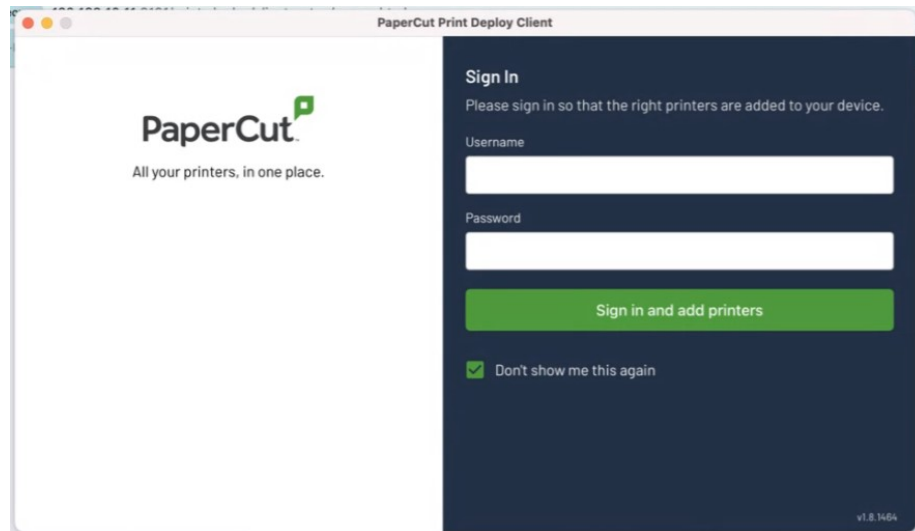 PaperCut Print Deploy Client
PaperCut™
All your printers, in one place.
Sign In
Please sign in so that the right printers are added to your device.
Username
Password
Sign in and add printers
Don't show me this again
v1.8.1464